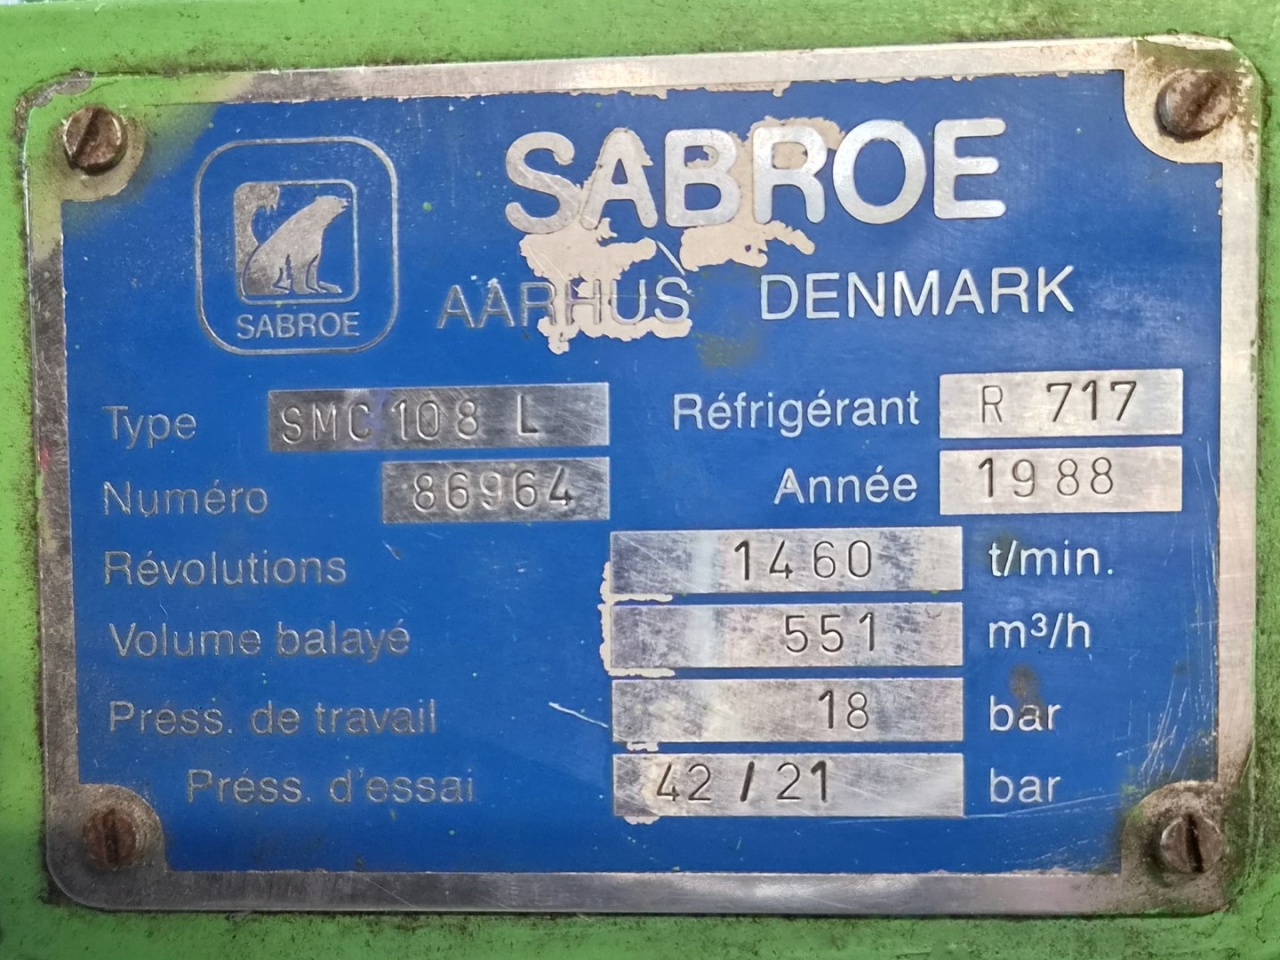 SABROE
SABROE
AARHUS DENMARK
Type SMC 108 L Réfrigérant R 717
Numéro 86964 Année 1988
Révolutions 1460 t/min.
Volume balayé 551 m³/h
Préss. de travail 18 bar
Préss. d'essai 42 / 21 bar